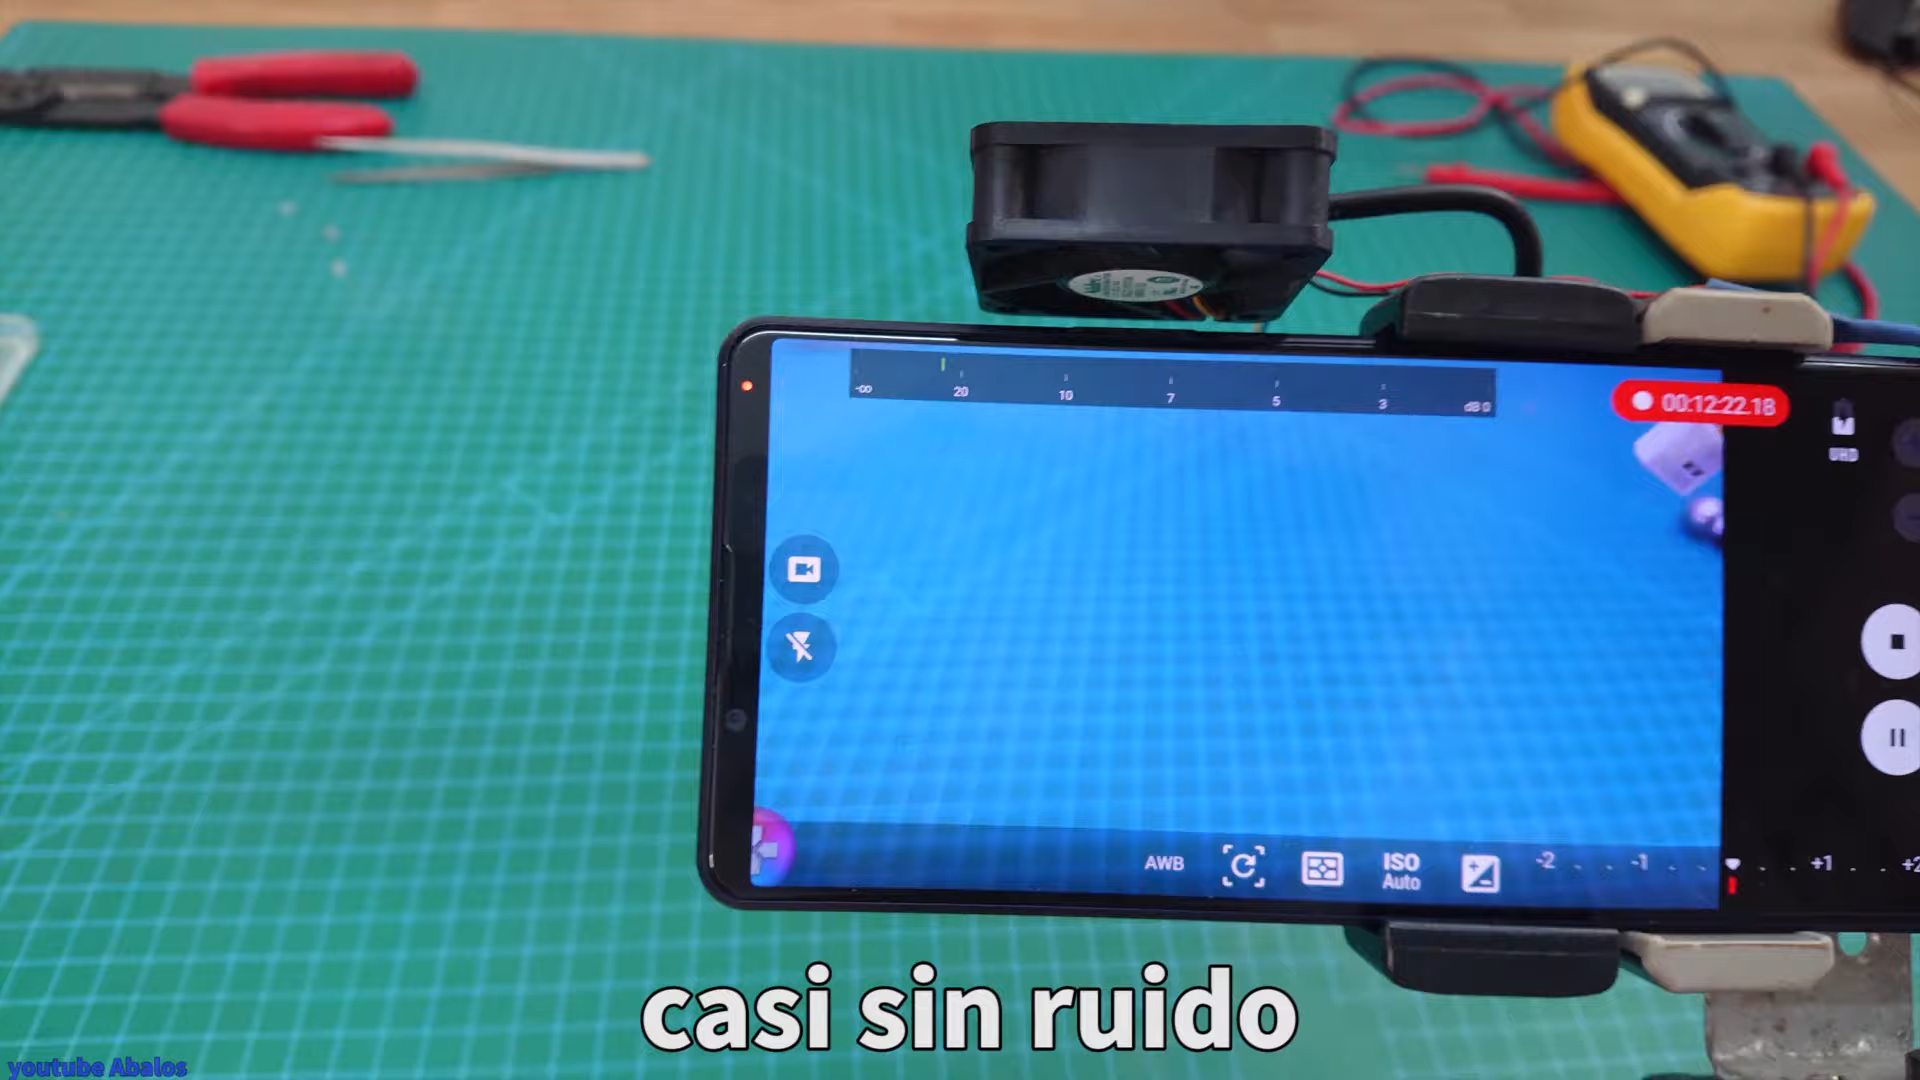 -∞ 20 10 7 5 3 dB 0
00:12:22.18
UHD
AWB
ISO
Auto
-2 -1 +1 +2
casi sin ruido
youtube Abalos